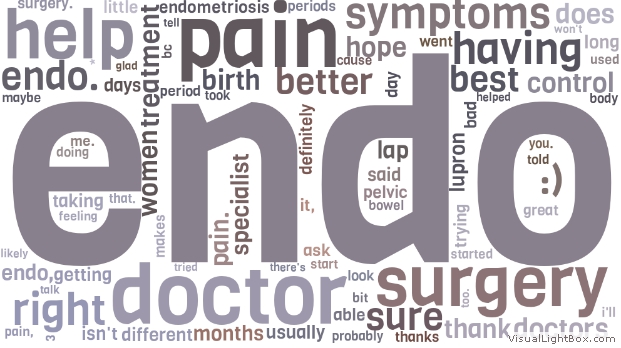 surgery.
little
endometriosis
periods
symptoms
does
help
tell
pain
won't
bc
hope
went
having
long
cause
used
endo.
*
glad
birth
better
day
best
control
maybe
days
treatment
period
took
helped
body
endo
women
me.
doing
definitely
lap
lupron
bad
you.
told
:)
said
pelvic
bowel
specialist
taking
that.
feeling
pain.
it,
great
trying
makes
ask
started
likely
tried
there's
start
endo,
getting
doctor
look
surgery
too.
talk
right
bit
able
sure
i'll
pain,
3
isn't
different
months
usually
probably
thanks
thank
doctors
VisualLightBox.com